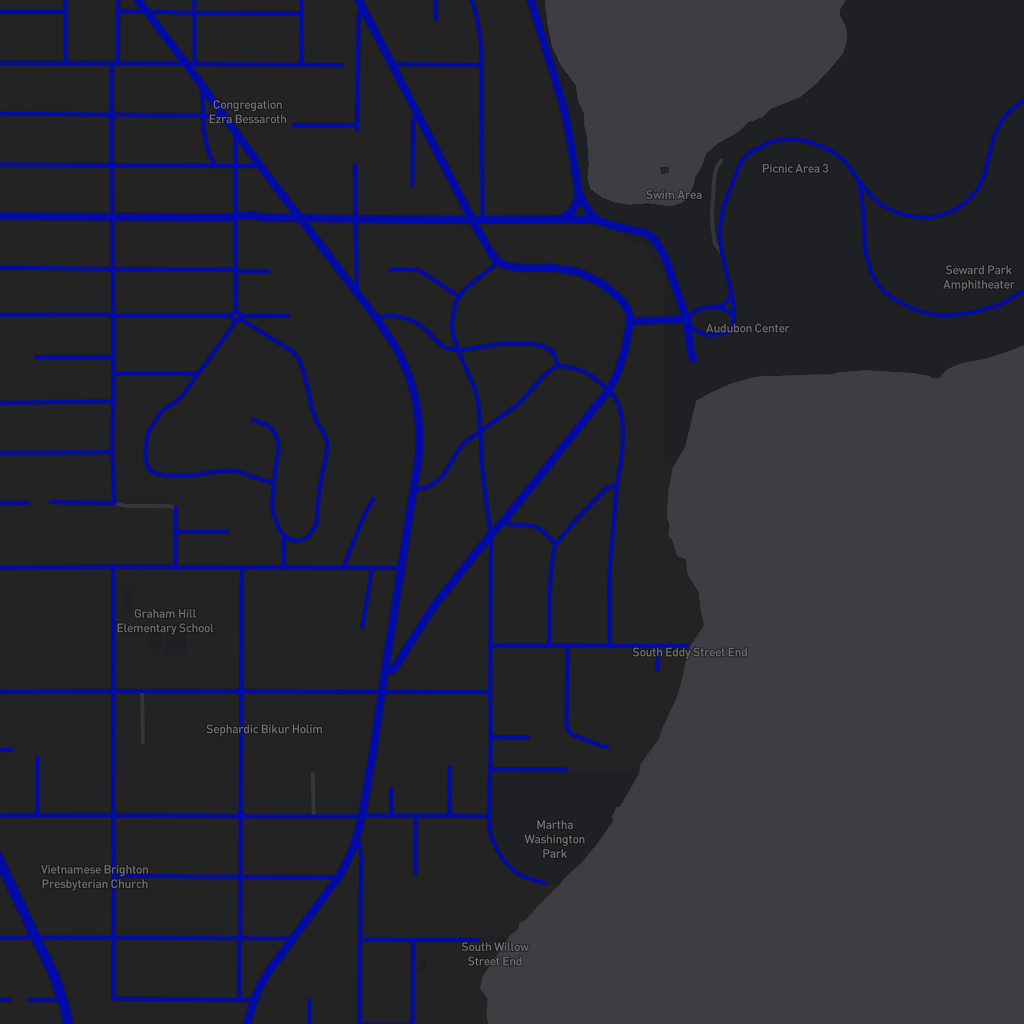 Congregation
Ezra Bessaroth
Picnic Area 3
Swim Area
Seward Park
Amphitheater
Audubon Center
Graham Hill
Elementary School
South Eddy Street End
Sephardic Bikur Holim
Martha
Washington
Park
Vietnamese Brighton
Presbyterian Church
South Willow
Street End